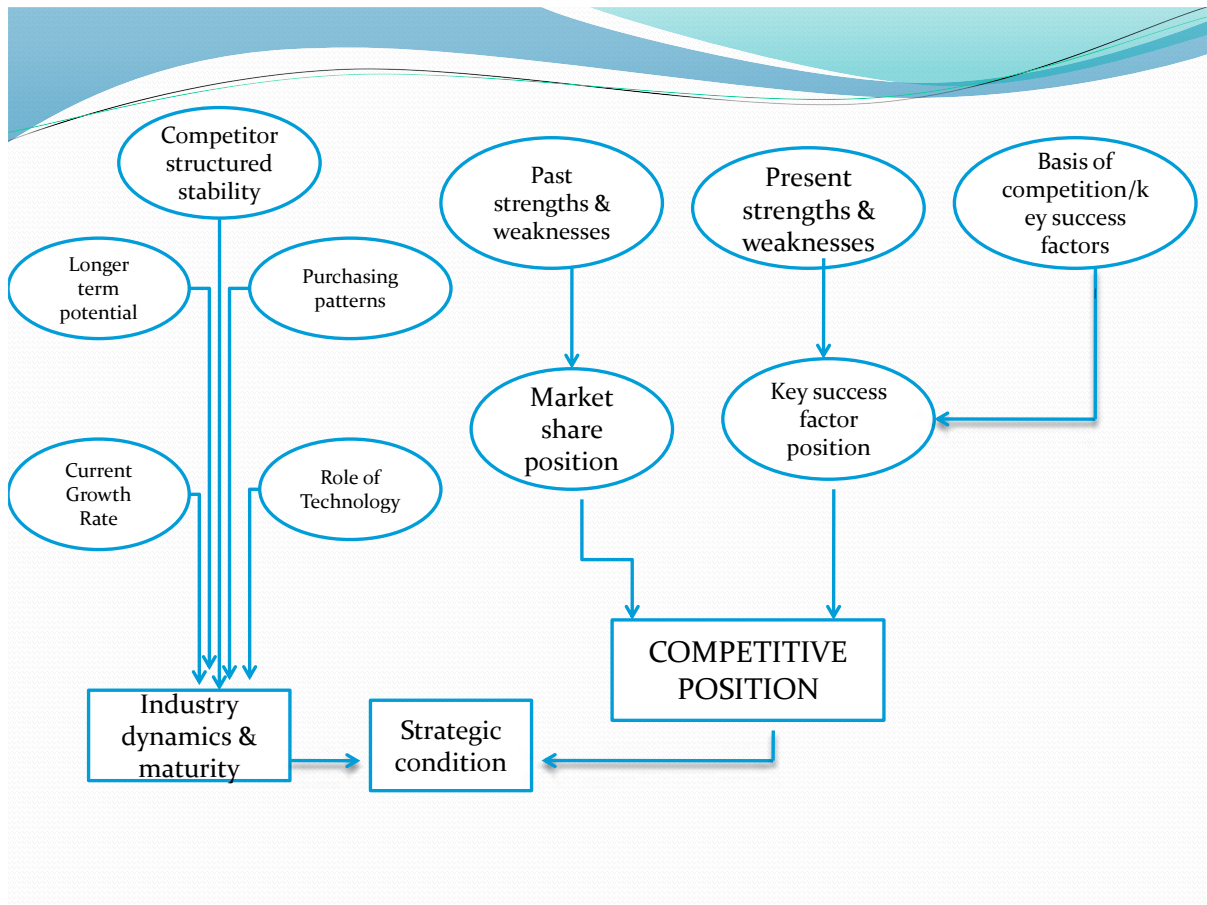 Competitor
structured
stability
Past
strengths &
weaknesses
Present
strengths &
weaknesses
Basis of
competition/k
ey success
factors
Longer
term
potential
Purchasing
patterns
Market
share
position
Key success
factor
position
Current
Growth
Rate
Role of
Technology
COMPETITIVE
POSITION
Industry
dynamics &
maturity
Strategic
condition